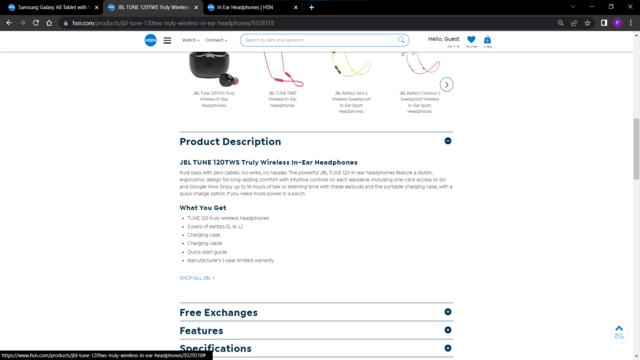 Samsung Galaxy A8 Tablet with
JBL TUNE 120TWS Truly Wireless
In Ear Headphones | HSN
hsn.com/products/jbl-tune-120tws-truly-wireless-in-ear-headphones/9329318
P
HSN
Watch
Connect
Search by item # or keyword
Hello, Guest
0
JBL Tune 125TWS Truly
Wireless In-Ear
Headphones
JBL TUNE 115BT
Wireless In-Ear
Headphones
JBL Reflect Mini 2
Wireless Sweatproof
In-Ear Sport
Headphones
JBL Reflect Contour 2
Sweatproof Wireless
In-Ear Sport
Headphones
Product Description
JBL TUNE 120TWS Truly Wireless In-Ear Headphones
Pure bass with zero cables. No wires, no hassles. The powerful JBL TUNE 120 in-ear headphones feature a stylish,
ergonomic design for long-lasting comfort with intuitive controls on each earpiece, including one-click access to Siri
and Google Now. Enjoy up to 16 hours of talk or listening time with these earbuds and the portable charging case, with a
quick charge option if you need more power in a pinch.
What You Get
• TUNE 120 truly wireless headphones
• 3 pairs of eartips (S, M, L)
• Charging case
• Charging cable
• Quick-start guide
• Manufacturer's 1-year limited warranty
SHOP ALL JBL >
Free Exchanges
Features
Specifications
BACK
TO TOP
https://www.hsn.com/products/jbl-tune-120tws-truly-wireless-in-ear-headphones/9329318#